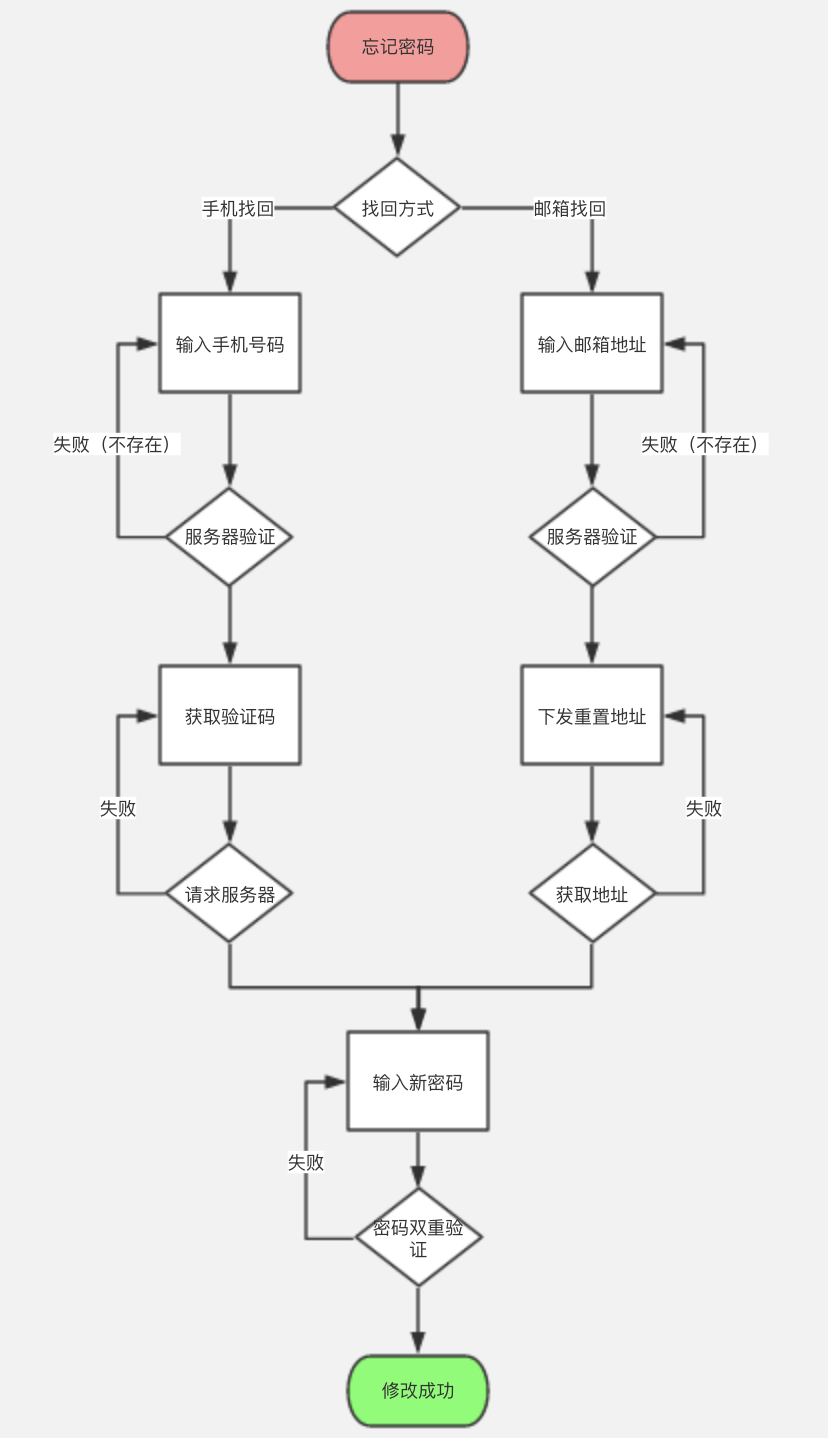 忘记密码
找回方式
手机找回
邮箱找回
输入手机号码
输入邮箱地址
失败（不存在）
失败（不存在）
服务器验证
服务器验证
获取验证码
下发重置地址
失败
失败
请求服务器
获取地址
输入新密码
失败
密码双重验
证
修改成功